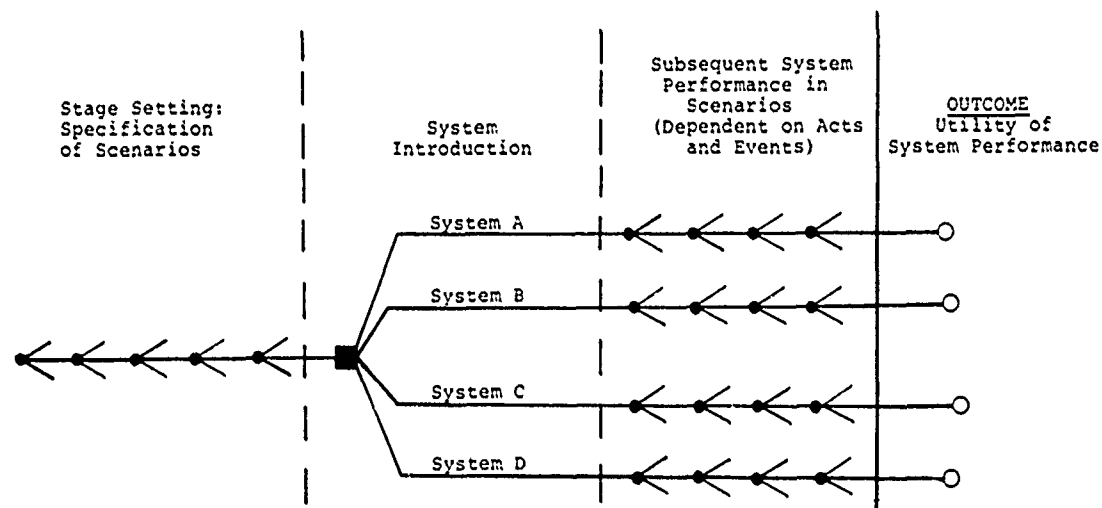 Stage Setting:
Specification
of Scenarios
System
Introduction
Subsequent System
Performance in
Scenarios
(Dependent on Acts
and Events)
OUTCOME
Utility of
System Performance
System A
System B
System C
System D